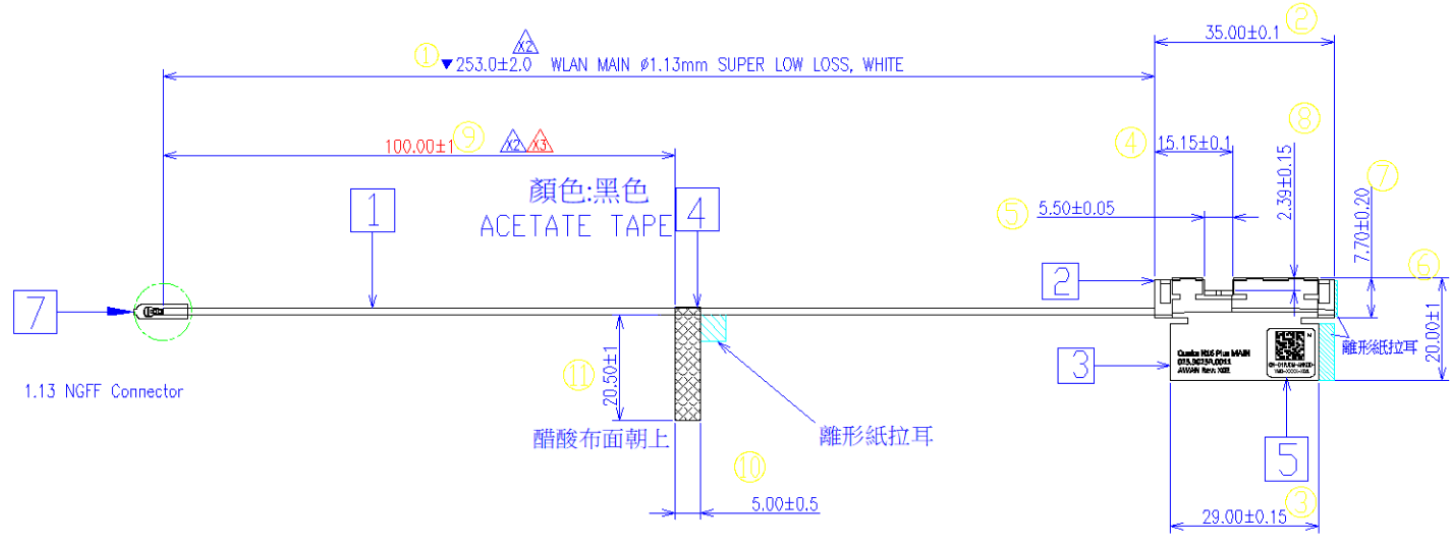 ② 35.00±0.1
X2
① ▼253.0±2.0 WLAN MAIN ø1.13mm SUPER LOW LOSS, WHITE
⑨ 100.00±1 X2 X3
④ 15.15±0.1
⑧ 2.39±0.15
⑦ 7.70±0.20
顏色:黑色
ACETATE TAPE
1
4
⑤ 5.50±0.05
2
⑥ 20.00±1
7
離形紙拉耳
3
MAIN
1.13 NGFF Connector
⑪ 20.50±1
醋酸布面朝上
離形紙拉耳
5
⑩ 5.00±0.5
③ 29.00±0.15